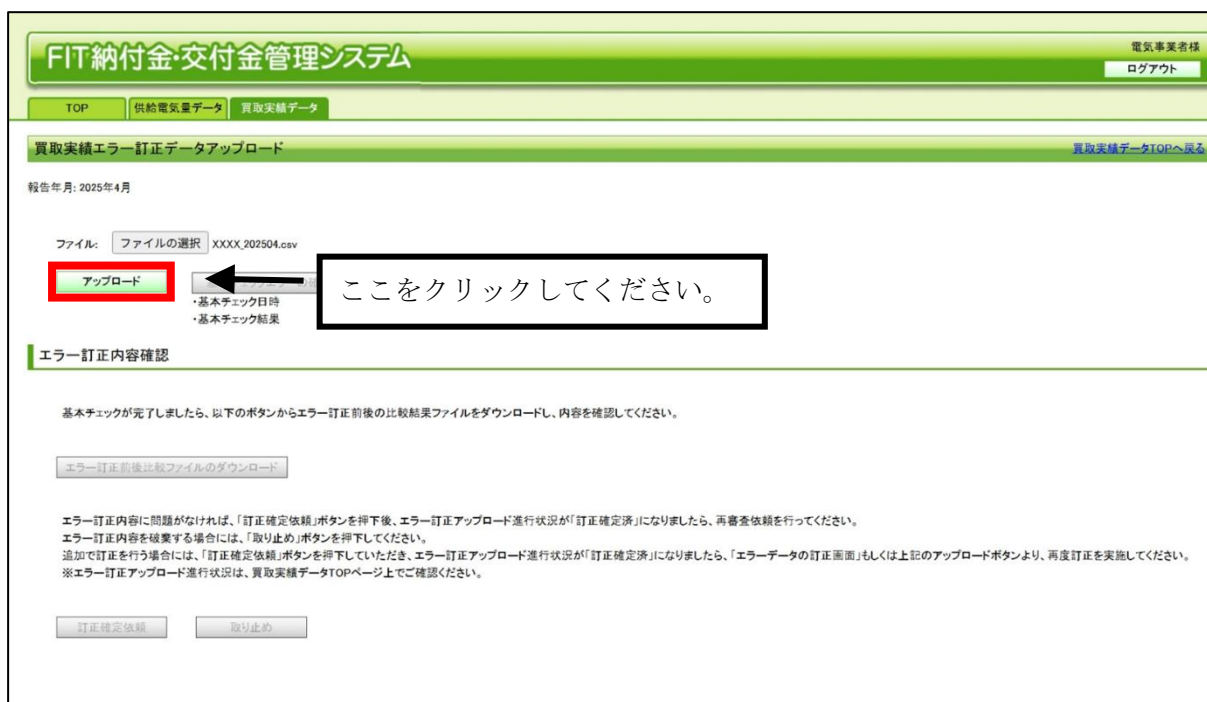 FIT納付金・交付金管理システム
電気事業者様
ログアウト
TOP 供給電気量データ 買取実績データ
買取実績エラー訂正データアップロード
買取実績データTOPへ戻る
報告年月: 2025年4月
ファイル: ファイルの選択 XXXX_202504.csv
アップロード
ここをクリックしてください。
・基本チェック日時
・基本チェック結果
エラー訂正内容確認
基本チェックが完了しましたら、以下のボタンからエラー訂正前後の比較結果ファイルをダウンロードし、内容を確認してください。
エラー訂正前後比較ファイルのダウンロード
エラー訂正内容に問題がなければ、「訂正確定依頼」ボタンを押下後、エラー訂正アップロード進行状況が「訂正確定済」になりましたら、再審査依頼を行ってください。
エラー訂正内容を破棄する場合には、「取り止め」ボタンを押下してください。
追加で訂正を行う場合には、「訂正確定依頼」ボタンを押下していただき、エラー訂正アップロード進行状況が「訂正確定済」になりましたら、「エラーデータの訂正画面」もしくは上記のアップロードボタンより、再度訂正を実施してください。
※エラー訂正アップロード進行状況は、買取実績データTOPページ上でご確認ください。
訂正確定依頼 取り止め